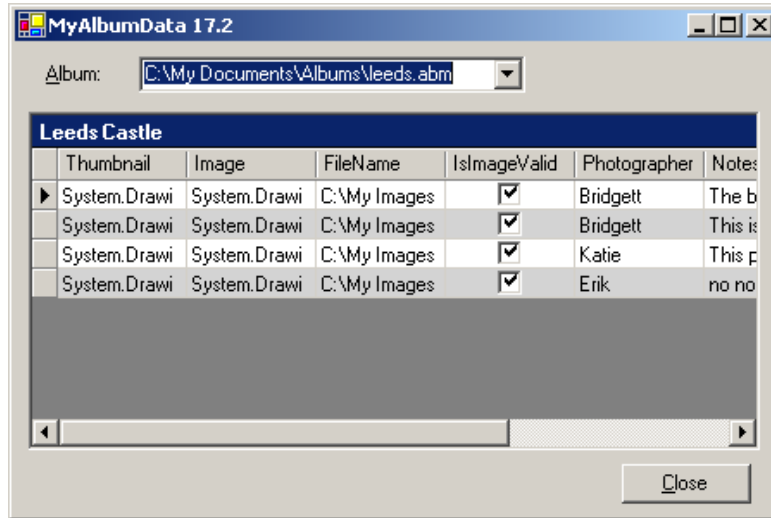 MyAlbumData 17.2
Album: C:\My Documents\Albums\leeds.abm
Leeds Castle
Thumbnail Image FileName IsImageValid Photographer Notes
System.Drawi System.Drawi C:\My Images Bridgett The b
System.Drawi System.Drawi C:\My Images Bridgett This is
System.Drawi System.Drawi C:\My Images Katie This p
System.Drawi System.Drawi C:\My Images Erik no no
Close